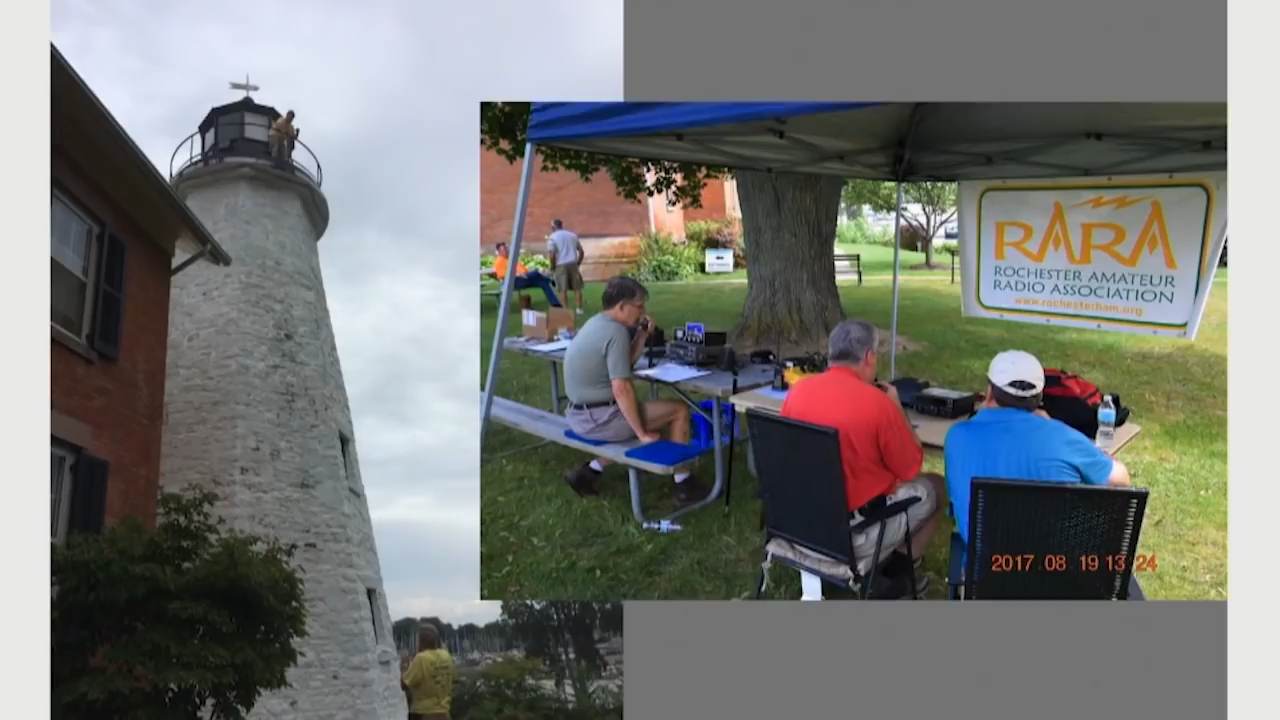 RARA
ROCHESTER AMATEUR
RADIO ASSOCIATION
www.rochesterham.org
2017 08 19 13 24